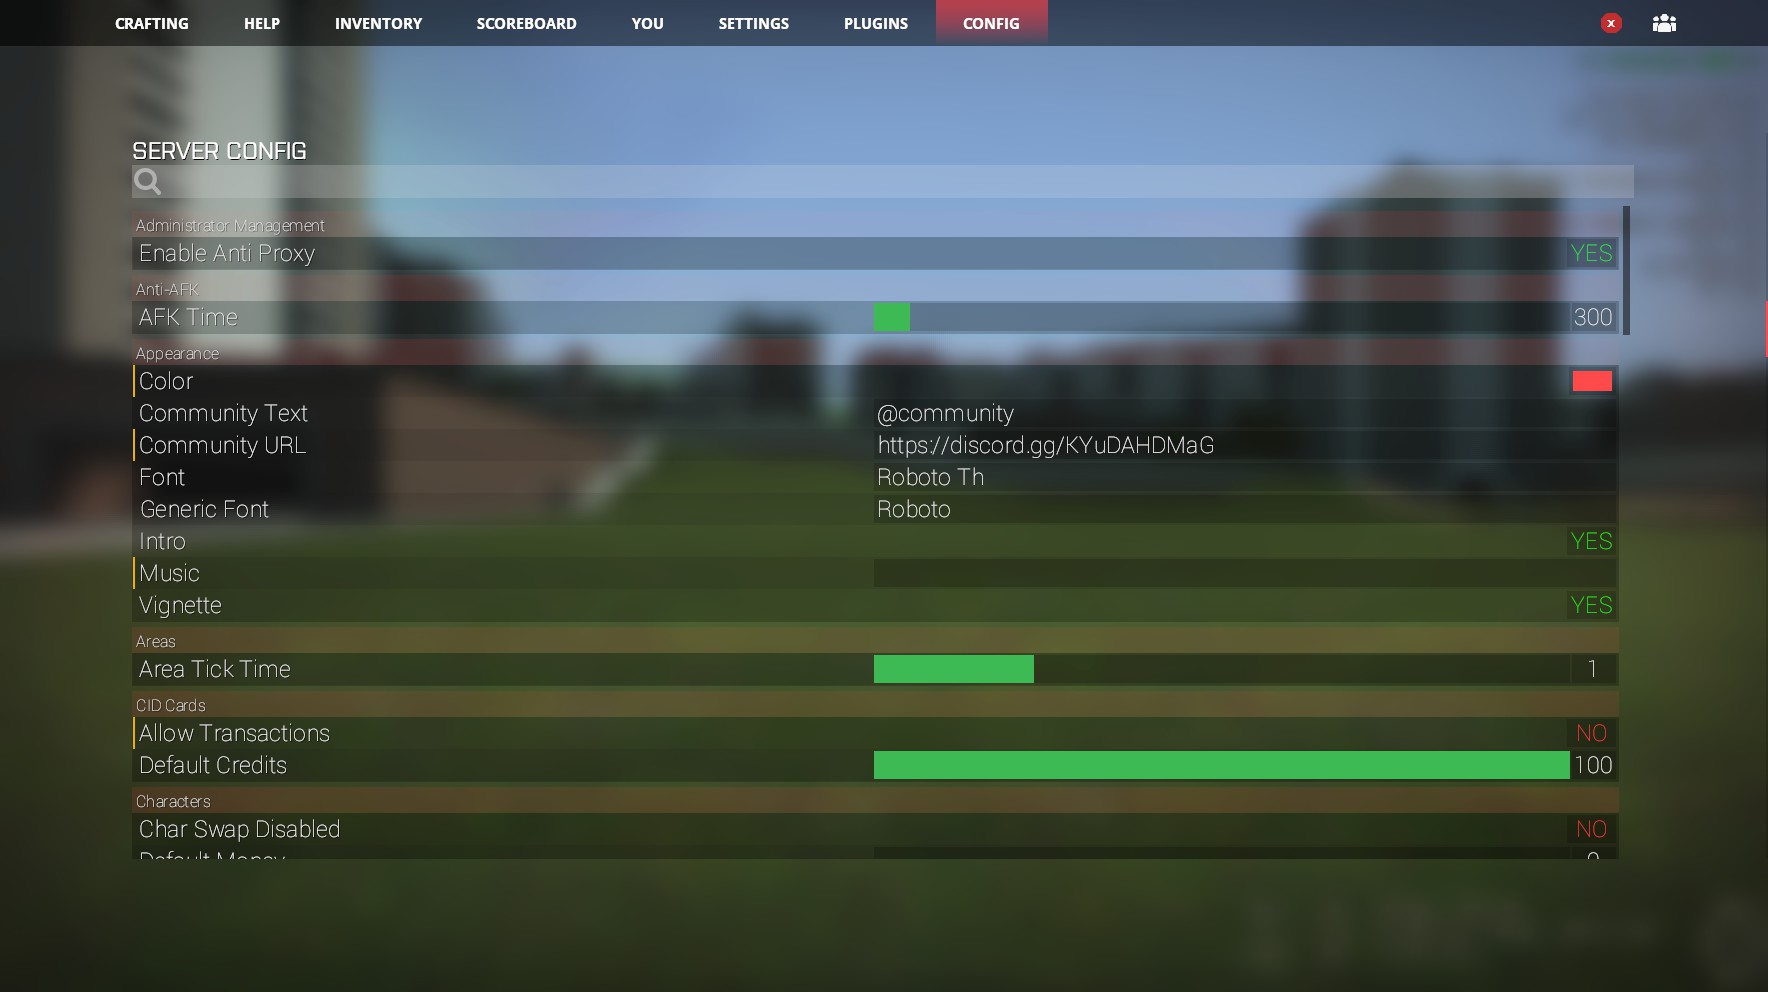 CRAFTING HELP INVENTORY SCOREBOARD YOU SETTINGS PLUGINS CONFIG x
SERVER CONFIG
Administrator Management
Enable Anti Proxy YES
Anti-AFK
AFK Time 300
Appearance
Color
Community Text @community
Community URL https://discord.gg/KYuDAHDMaG
Font Roboto Th
Generic Font Roboto
Intro YES
Music
Vignette YES
Areas
Area Tick Time 1
CID Cards
Allow Transactions NO
Default Credits 100
Characters
Char Swap Disabled NO
Default Money